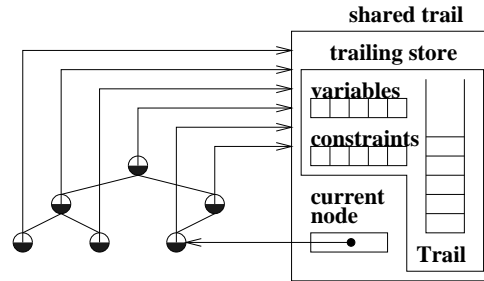 shared trail
trailing store
variables
constraints
current
node
Trail